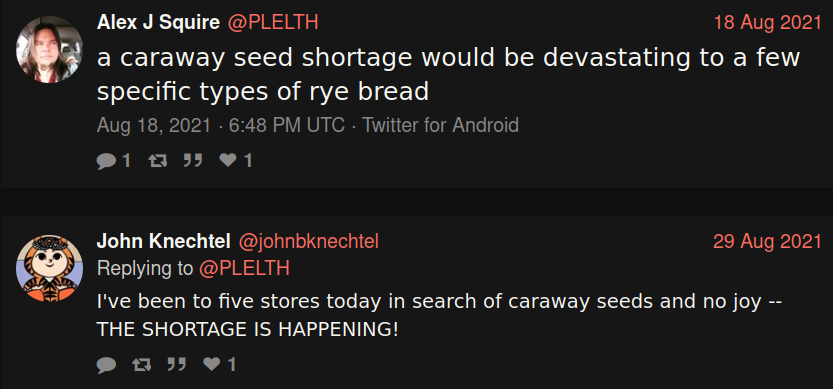 Alex J Squire @PLELTH 18 Aug 2021
a caraway seed shortage would be devastating to a few
specific types of rye bread
Aug 18, 2021 · 6:48 PM UTC · Twitter for Android
1 1
John Knechtel @johnbknechtel 29 Aug 2021
Replying to @PLELTH
I've been to five stores today in search of caraway seeds and no joy --
THE SHORTAGE IS HAPPENING!
1